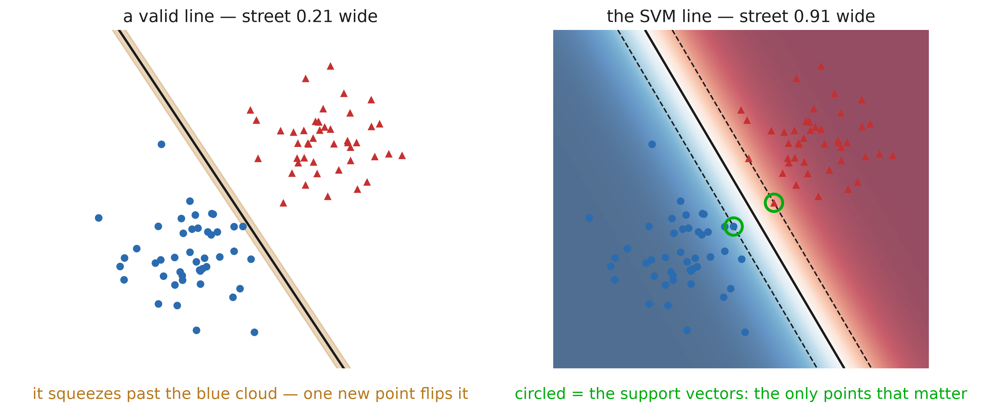 a valid line — street 0.21 wide
the SVM line — street 0.91 wide
it squeezes past the blue cloud — one new point flips it
circled = the support vectors: the only points that matter